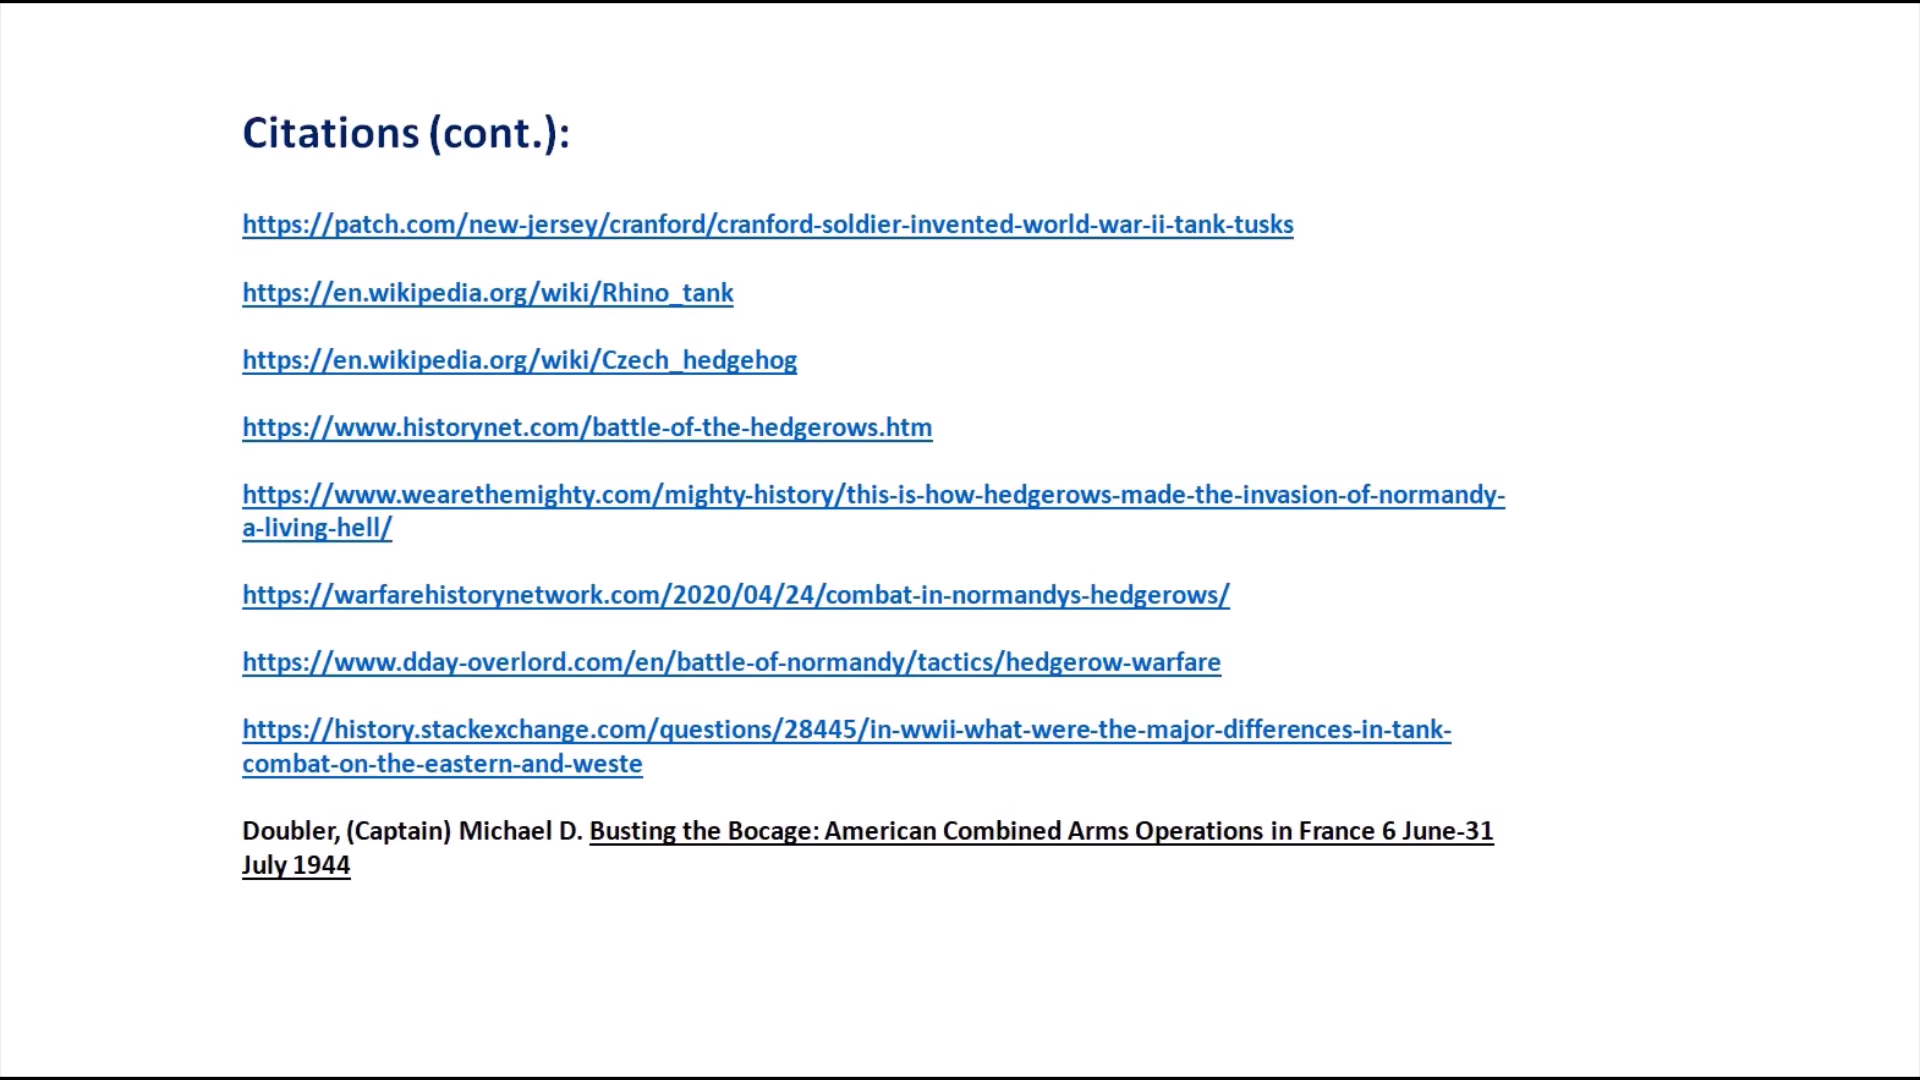 Citations (cont.):
https://patch.com/new-jersey/cranford/cranford-soldier-invented-world-war-ii-tank-tusks
https://en.wikipedia.org/wiki/Rhino_tank
https://en.wikipedia.org/wiki/Czech_hedgehog
https://www.historynet.com/battle-of-the-hedgerows.htm
https://www.wearethemighty.com/mighty-history/this-is-how-hedgerows-made-the-invasion-of-normandy-
a-living-hell/
https://warfarehistorynetwork.com/2020/04/24/combat-in-normandys-hedgerows/
https://www.dday-overlord.com/en/battle-of-normandy/tactics/hedgerow-warfare
https://history.stackexchange.com/questions/28445/in-wwii-what-were-the-major-differences-in-tank-
combat-on-the-eastern-and-weste
Doubler, (Captain) Michael D. Busting the Bocage: American Combined Arms Operations in France 6 June-31
July 1944